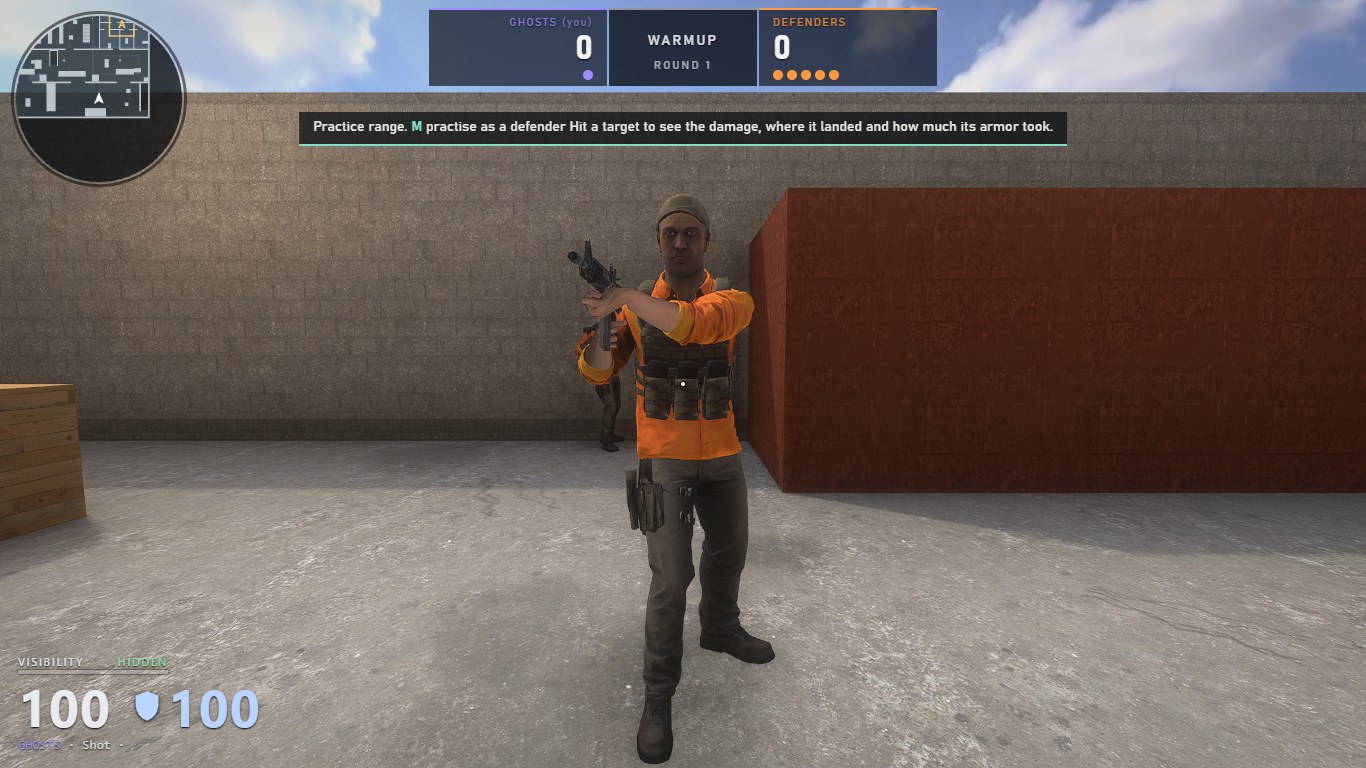 A
GHOSTS (you)
0
WARMUP
ROUND 1
DEFENDERS
0
Practice range. M practise as a defender Hit a target to see the damage, where it landed and how much its armor took.
VISIBILITY HIDDEN
100 100
GHOSTS · Shot ·